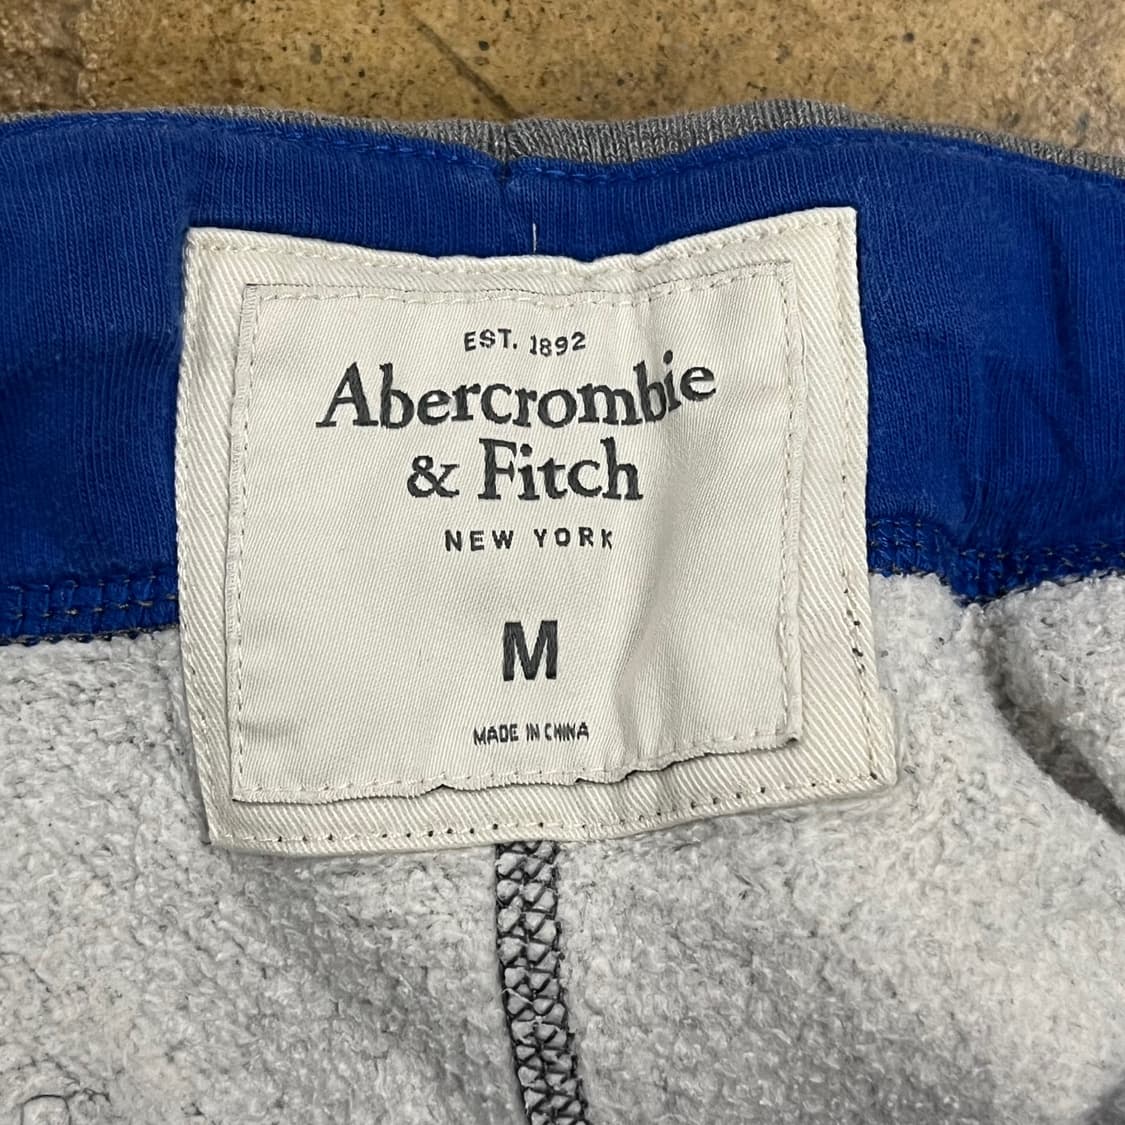 EST. 1892
Abercrombie
& Fitch
NEW YORK
M
MADE IN CHINA